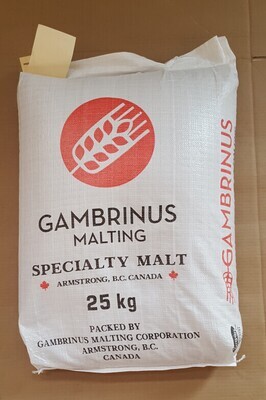 GAMBRINUS
MALTING
SPECIALTY MALT
ARMSTRONG, B.C. CANADA
25 kg
PACKED BY
GAMBRINUS MALTING CORPORATION
ARMSTRONG, B.C.
CANADA
GAMBRINUS